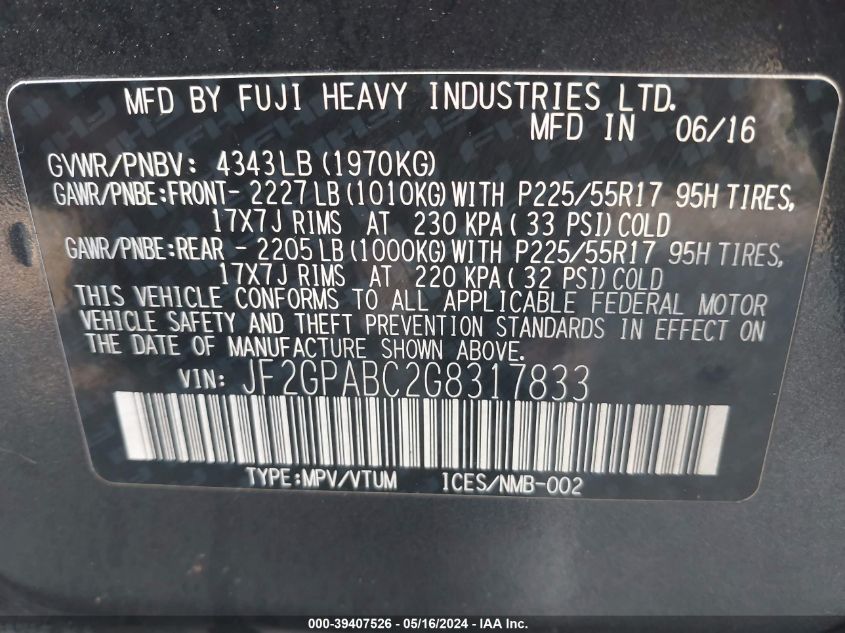 MFD BY FUJI HEAVY INDUSTRIES LTD.
MFD IN 06/16
GVWR/PNBV: 4343LB (1970KG)
GAWR/PNBE:FRONT- 2227LB (1010KG) WITH P225/55R17 95H TIRES,
17X7J RIMS AT 230 KPA( 33 PSI) COLD
GAWR/PNBE:REAR - 2205LB (1000KG) WITH P225/55R17 95H TIRES,
17X7J RIMS AT 220 KPA( 32 PSI) COLD
THIS VEHICLE CONFORMS TO ALL APPLICABLE FEDERAL MOTOR
VEHICLE SAFETY AND THEFT PREVENTION STANDARDS IN EFFECT ON
THE DATE OF MANUFACTURE SHOWN ABOVE.
VIN: JF2GPABC2G8317833
TYPE:MPV/VTUM ICES/NMB-002
000-39407526 - 05/16/2024 - IAA Inc.